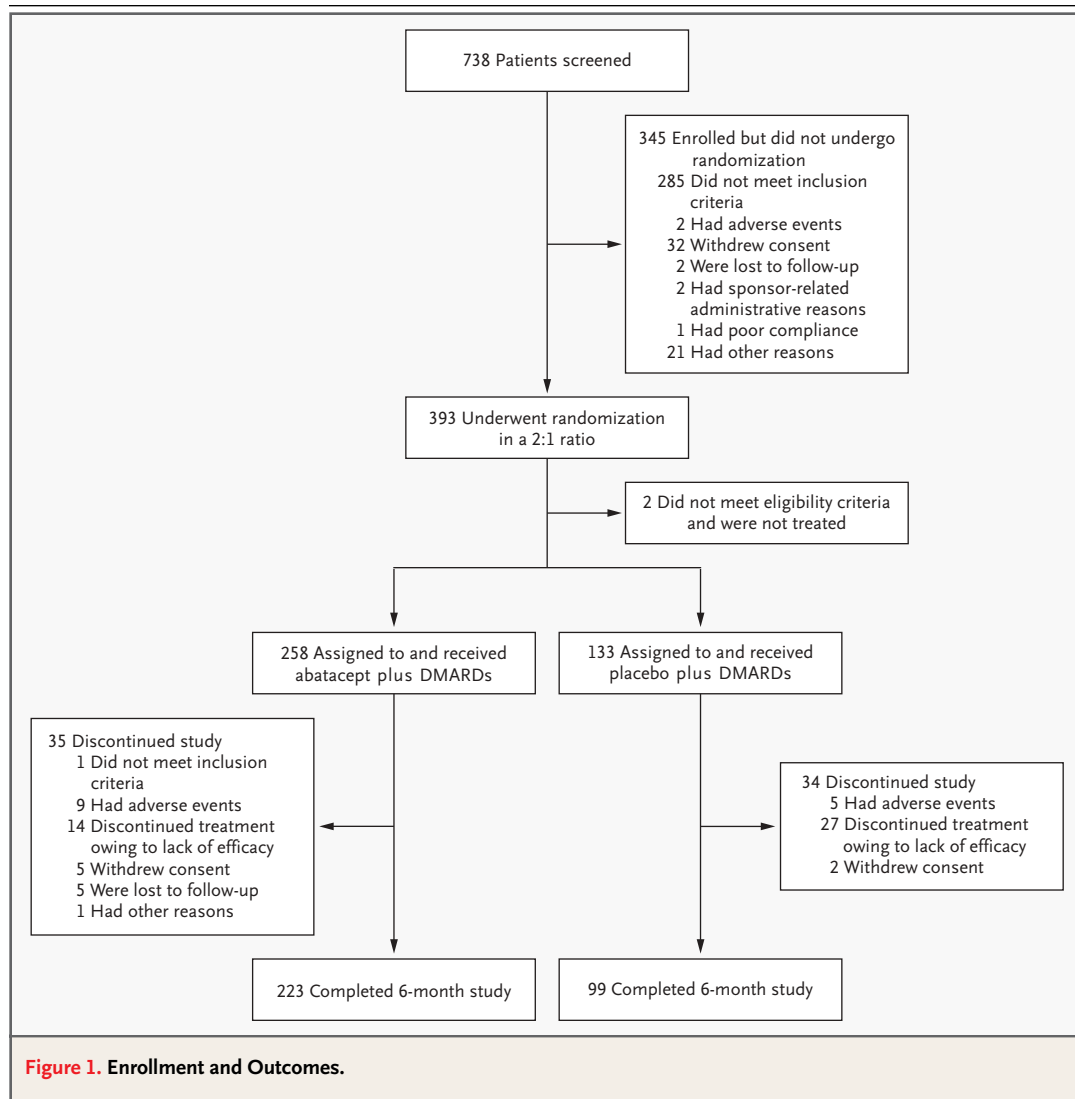 738 Patients screened
345 Enrolled but did not undergo
randomization
285 Did not meet inclusion
criteria
2 Had adverse events
32 Withdrew consent
2 Were lost to follow-up
2 Had sponsor-related
administrative reasons
1 Had poor compliance
21 Had other reasons
393 Underwent randomization
in a 2:1 ratio
2 Did not meet eligibility criteria
and were not treated
258 Assigned to and received
abatacept plus DMARDs
133 Assigned to and received
placebo plus DMARDs
35 Discontinued study
1 Did not meet inclusion
criteria
9 Had adverse events
14 Discontinued treatment
owing to lack of efficacy
5 Withdrew consent
5 Were lost to follow-up
1 Had other reasons
34 Discontinued study
5 Had adverse events
27 Discontinued treatment
owing to lack of efficacy
2 Withdrew consent
223 Completed 6-month study
99 Completed 6-month study
Figure 1. Enrollment and Outcomes.